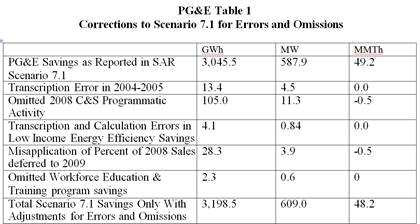 PG&E Table 1
Corrections to Scenario 7.1 for Errors and Omissions
GWh MW MMTh
PG&E Savings as Reported in SAR 3,045.5 587.9 49.2
Scenario 7.1
Transcription Error in 2004-2005 13.4 4.5 0.0
Omitted 2008 C&S Programmatic 105.0 11.3 -0.5
Activity
Transcription and Calculation Errors in 4.1 0.84 0.0
Low Income Energy Efficiency Savings
Misapplication of Percent of 2008 Sales 28.3 3.9 -0.5
deferred to 2009
Omitted Workforce Education & 2.3 0.6 0
Training program savings
Total Scenario 7.1 Savings Only With 3,198.5 609.0 48.2
Adjustments for Errors and Omissions